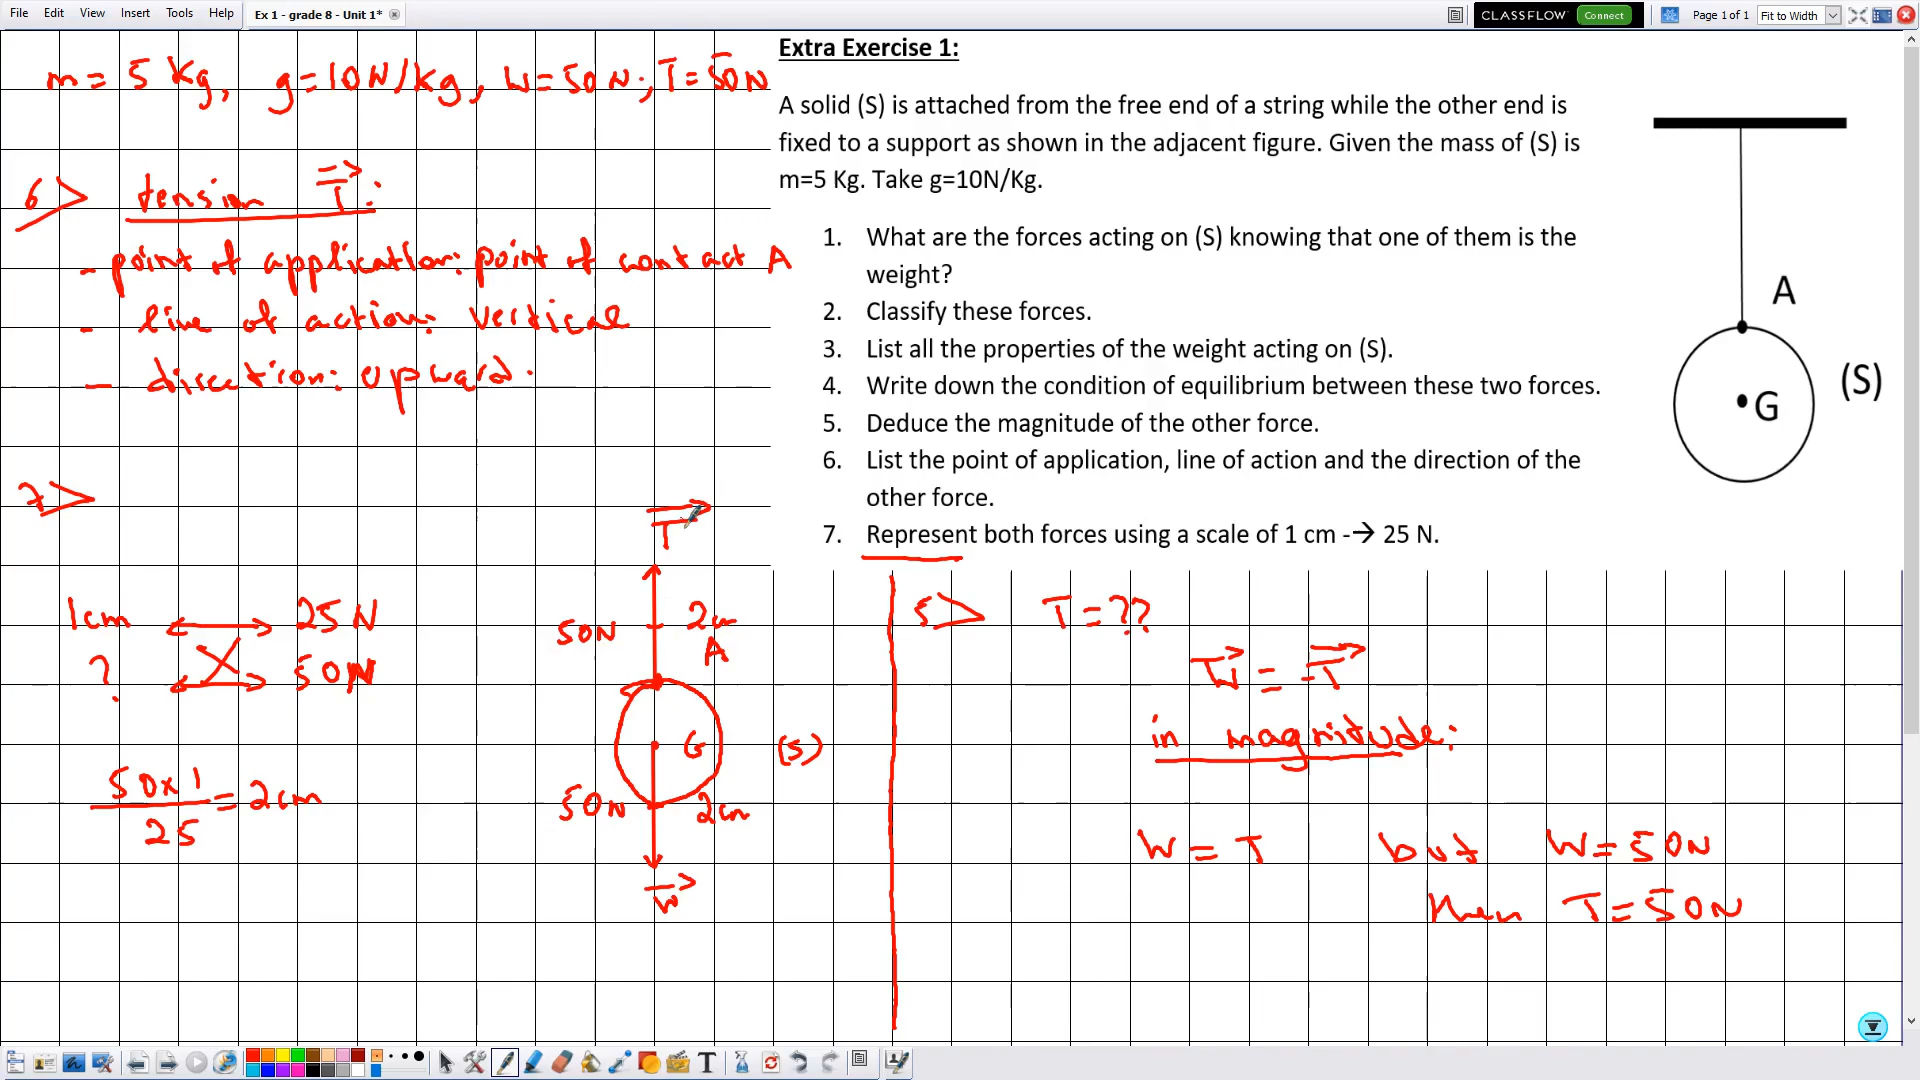 File Edit View Insert Tools Help Ex 1 - grade 8 - Unit 1*
CLASSFLOW Connect Page 1 of 1 Fit to Width
m = 5 Kg, g=10N/kg, W=50N; T=50N
6> tension T:
- point of application: point of contact A
- line of action: vertical
- direction: upward.
7>
1cm 25N
? 50N
50x1
25
=2cm
T
50N 2cm
A
G (S)
50N 2cm
W
Extra Exercise 1:
A solid (S) is attached from the free end of a string while the other end is
fixed to a support as shown in the adjacent figure. Given the mass of (S) is
m=5 Kg. Take g=10N/Kg.
1. What are the forces acting on (S) knowing that one of them is the
weight?
2. Classify these forces.
3. List all the properties of the weight acting on (S).
4. Write down the condition of equilibrium between these two forces.
5. Deduce the magnitude of the other force.
6. List the point of application, line of action and the direction of the
other force.
7. Represent both forces using a scale of 1 cm -→ 25 N.
A
(S)
G
5> T=??
W = -T
in magnitude:
W = T but W=50N
then T=50N